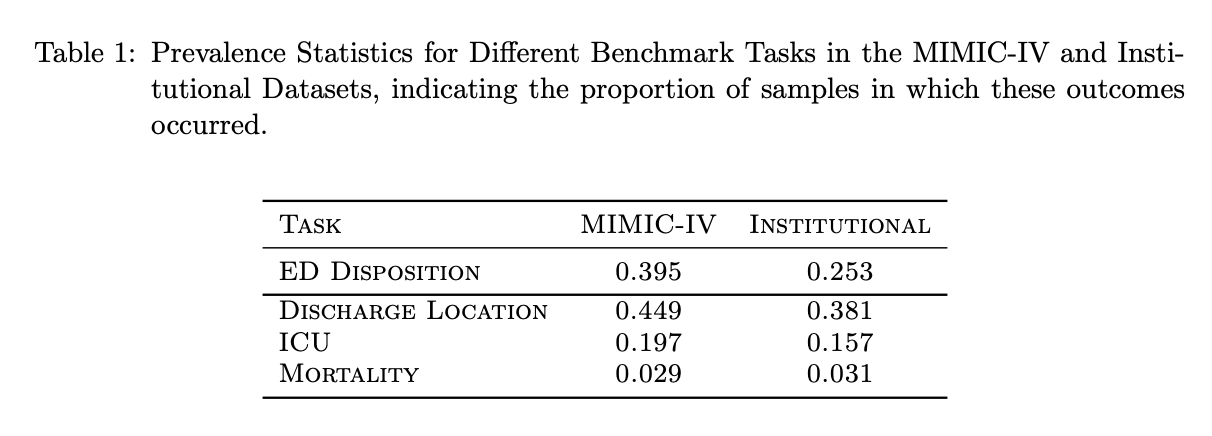 Table 1: Prevalence Statistics for Different Benchmark Tasks in the MIMIC-IV and Insti-
tutional Datasets, indicating the proportion of samples in which these outcomes
occurred.
TASK MIMIC-IV INSTITUTIONAL
ED DISPOSITION 0.395 0.253
DISCHARGE LOCATION 0.449 0.381
ICU 0.197 0.157
MORTALITY 0.029 0.031